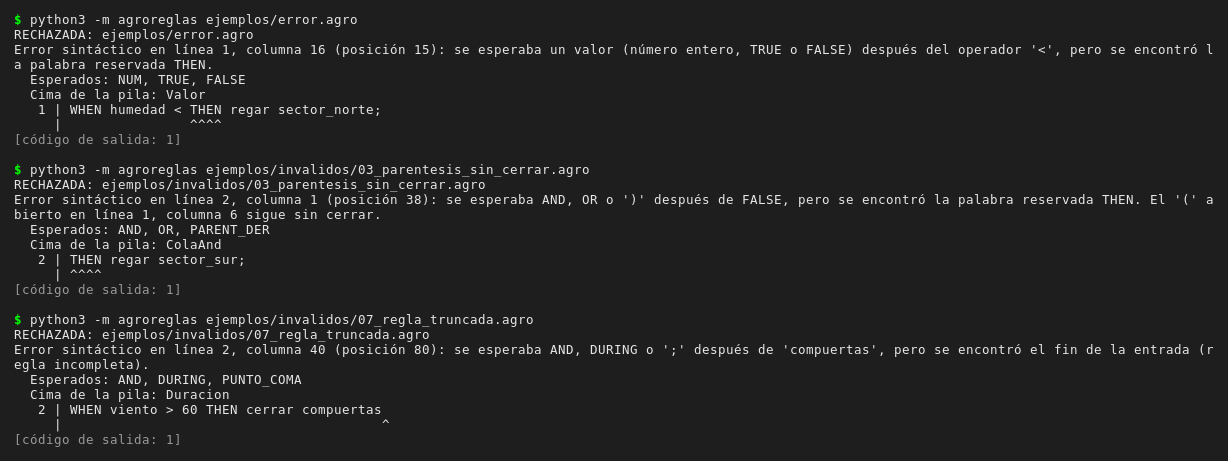 $ python3 -m agroreglas ejemplos/error.agro
RECHAZADA: ejemplos/error.agro
Error sintáctico en línea 1, columna 16 (posición 15): se esperaba un valor (número entero, TRUE o FALSE) después del operador '<', pero se encontró l
a palabra reservada THEN.
  Esperados: NUM, TRUE, FALSE
  Cima de la pila: Valor
   1 | WHEN humedad < THEN regar sector_norte;
     |                ^^^^
[código de salida: 1]

$ python3 -m agroreglas ejemplos/invalidos/03_parentesis_sin_cerrar.agro
RECHAZADA: ejemplos/invalidos/03_parentesis_sin_cerrar.agro
Error sintáctico en línea 2, columna 1 (posición 38): se esperaba AND, OR o ')' después de FALSE, pero se encontró la palabra reservada THEN. El '(' a
bierto en línea 1, columna 6 sigue sin cerrar.
  Esperados: AND, OR, PARENT_DER
  Cima de la pila: ColaAnd
   2 | THEN regar sector_sur;
     | ^^^^
[código de salida: 1]

$ python3 -m agroreglas ejemplos/invalidos/07_regla_truncada.agro
RECHAZADA: ejemplos/invalidos/07_regla_truncada.agro
Error sintáctico en línea 2, columna 40 (posición 80): se esperaba AND, DURING o ';' después de 'compuertas', pero se encontró el fin de la entrada (r
egla incompleta).
  Esperados: AND, DURING, PUNTO_COMA
  Cima de la pila: Duracion
   2 | WHEN viento > 60 THEN cerrar compuertas
     |                                        ^
[código de salida: 1]